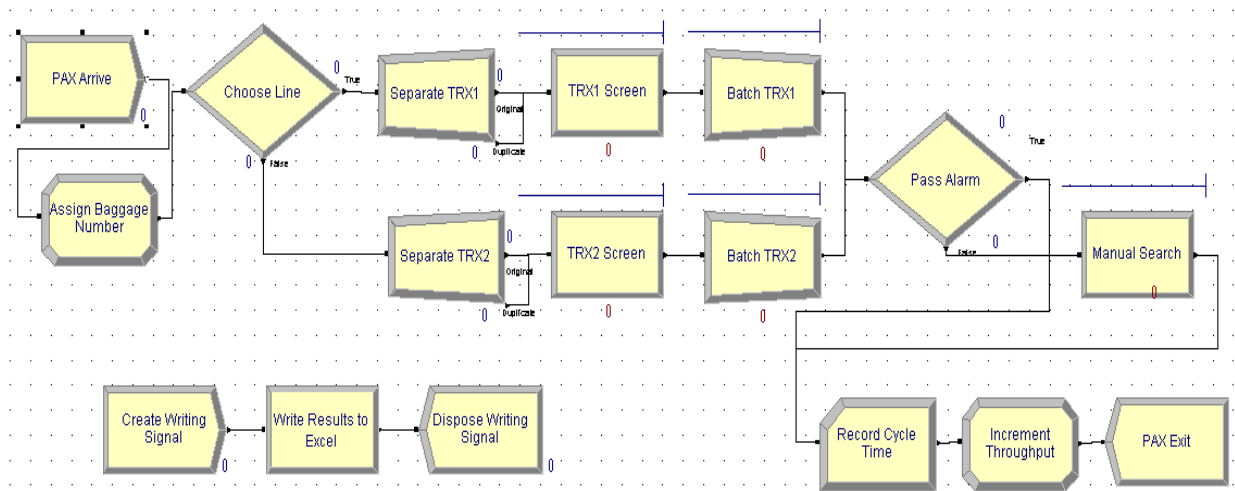 PAX Arrive
0
Assign Baggage
Number
Choose Line
0
True
0
False
Separate TRX1
0
Original
0
Duplicate
TRX1 Screen
0
Batch TRX1
0
Separate TRX2
0
Original
0
Duplicate
TRX2 Screen
0
Batch TRX2
0
Pass Alarm
0
True
0
False
Manual Search
0
Create Writing
Signal
0
Write Results to
Excel
Dispose Writing
Signal
0
Record Cycle
Time
Increment
Throughput
PAX Exit